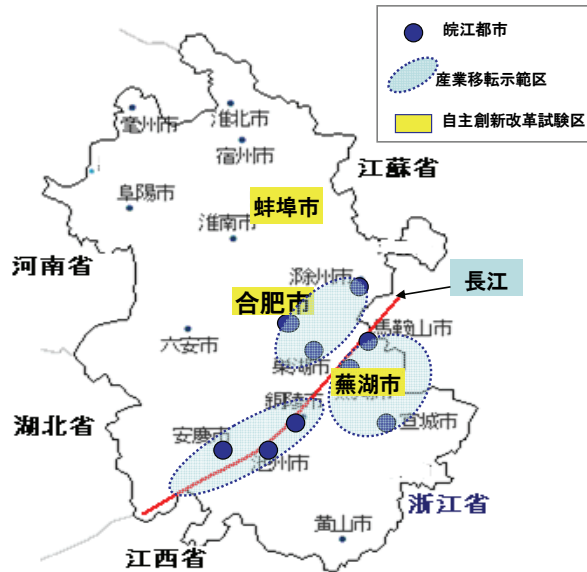 皖江都市
産業移転示範区
自主創新改革試験区
亳州市
淮北市
宿州市
江蘇省
阜陽市
蚌埠市
淮南市
河南省
滁州市
長江
合肥市
馬鞍山市
六安市
巣湖市
蕪湖市
銅陵市
湖北省
安慶市
宣城市
池州市
浙江省
黄山市
江西省